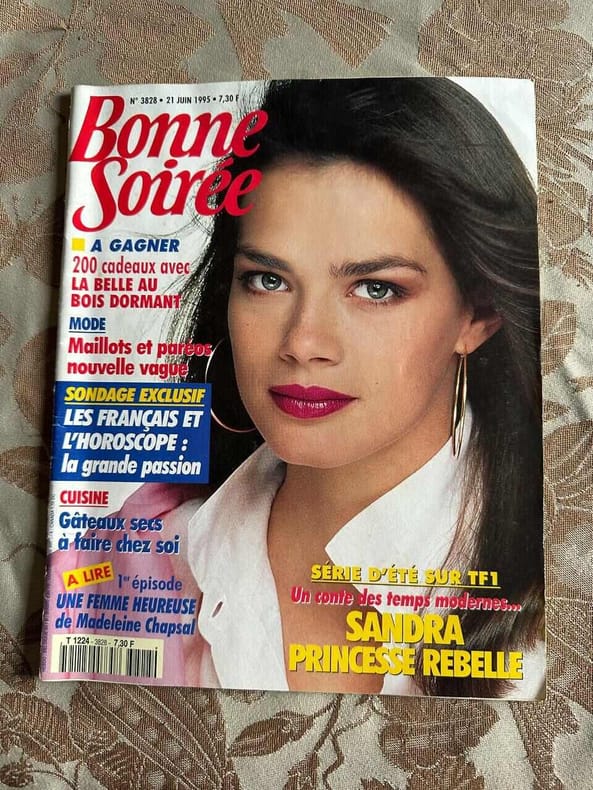 N° 3828 • 21 JUIN 1995 • 7,30 F
Bonne
Soirée
A GAGNER
200 cadeaux avec
LA BELLE AU
BOIS DORMANT
MODE
Maillots et pareos
nouvelle vague
SONDAGE EXCLUSIF
LES FRANÇAIS ET
L'HOROSCOPE :
la grande passion
CUISINE
Gâteaux secs
à faire chez soi
A LIRE 1er épisode
UNE FEMME HEUREUSE
de Madeleine Chapsal
T 1224 - 3828 - 7,30 F
SÉRIE D'ÉTÉ SUR TF1
Un conte des temps modernes...
SANDRA
PRINCESSE REBELLE